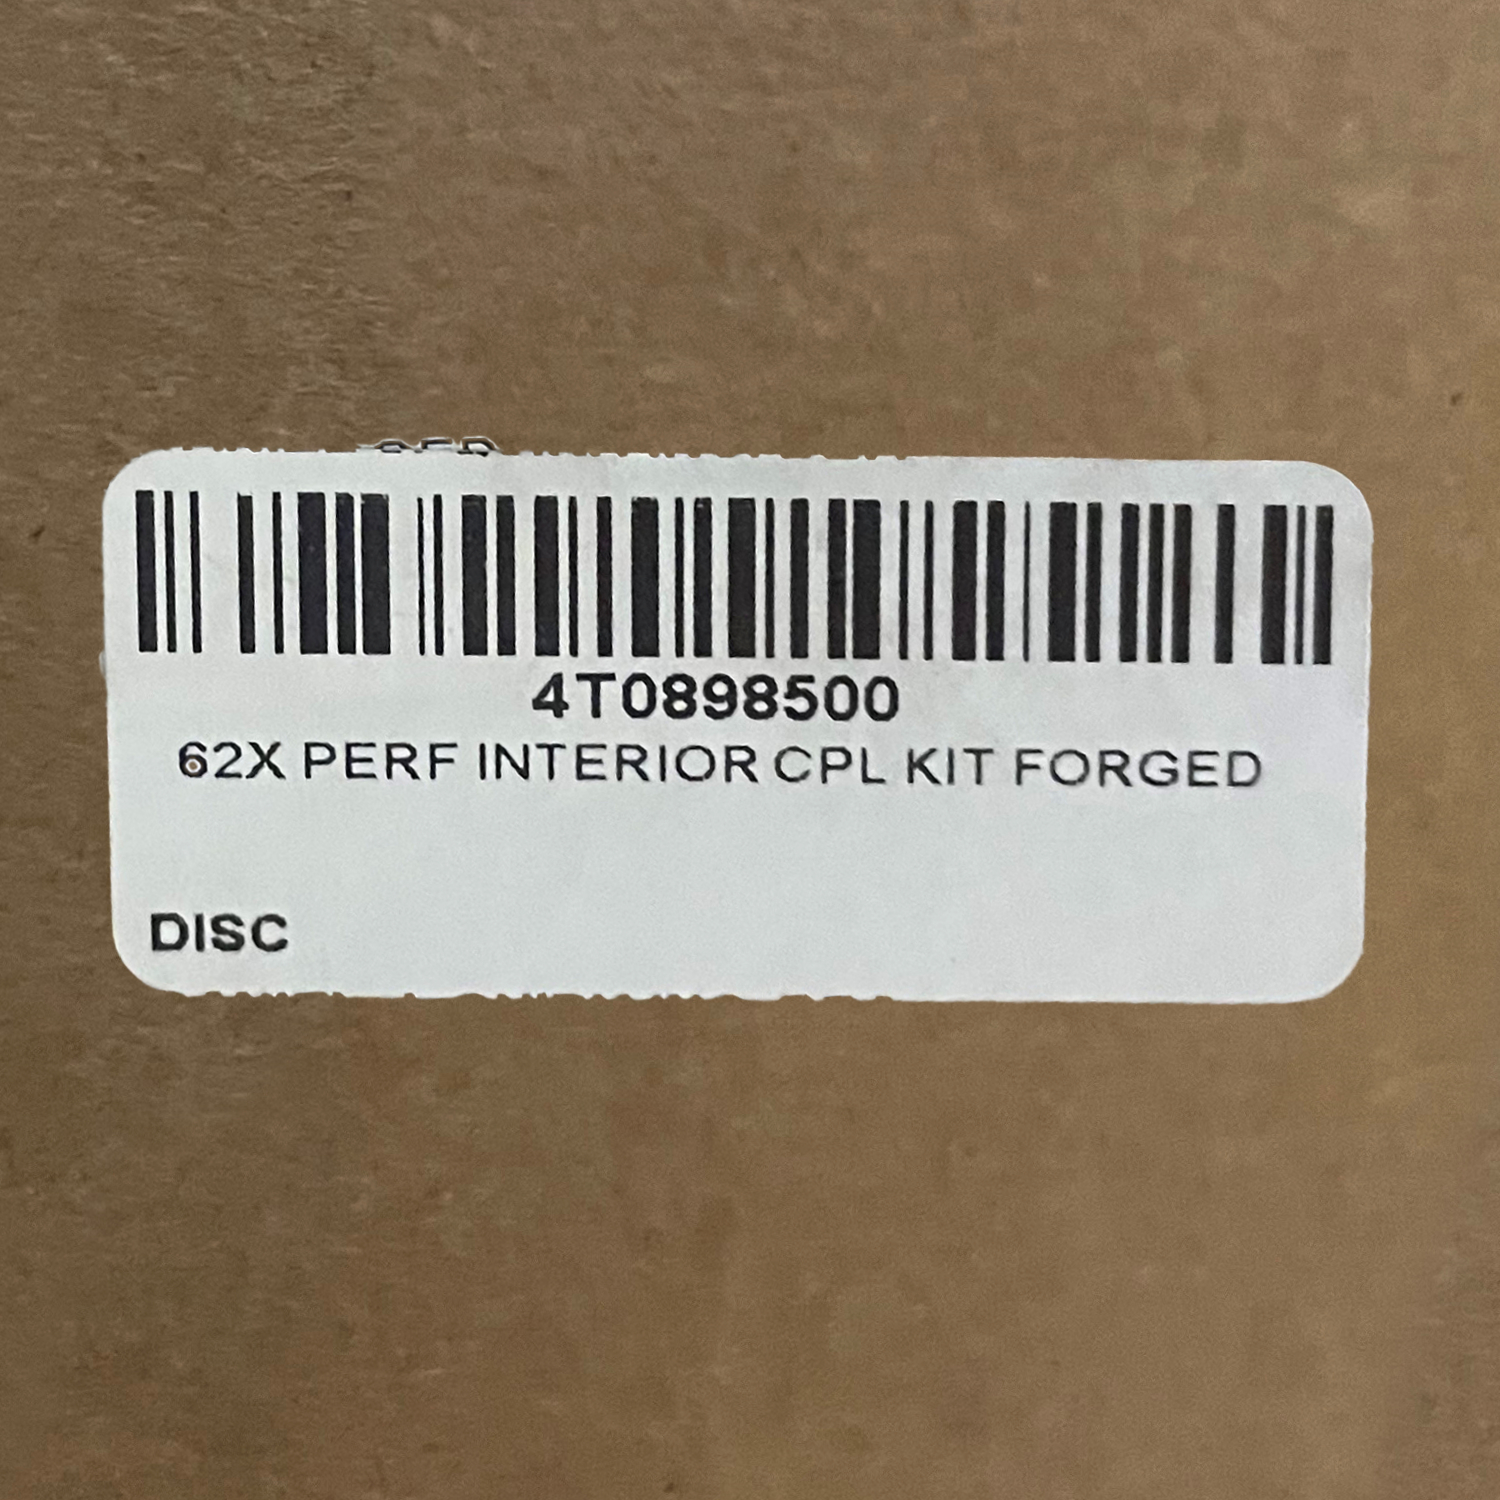 4T0898500
62X PERF INTERIOR CPL KIT FORGED
DISC